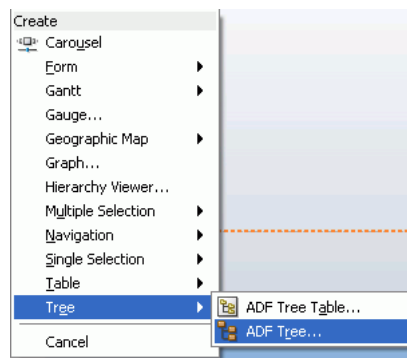 Create
Carousel
Form
Gantt
Gauge...
Geographic Map
Graph...
Hierarchy Viewer...
Multiple Selection
Navigation
Single Selection
Table
Tree
ADF Tree Table...
ADF Tree...
Cancel